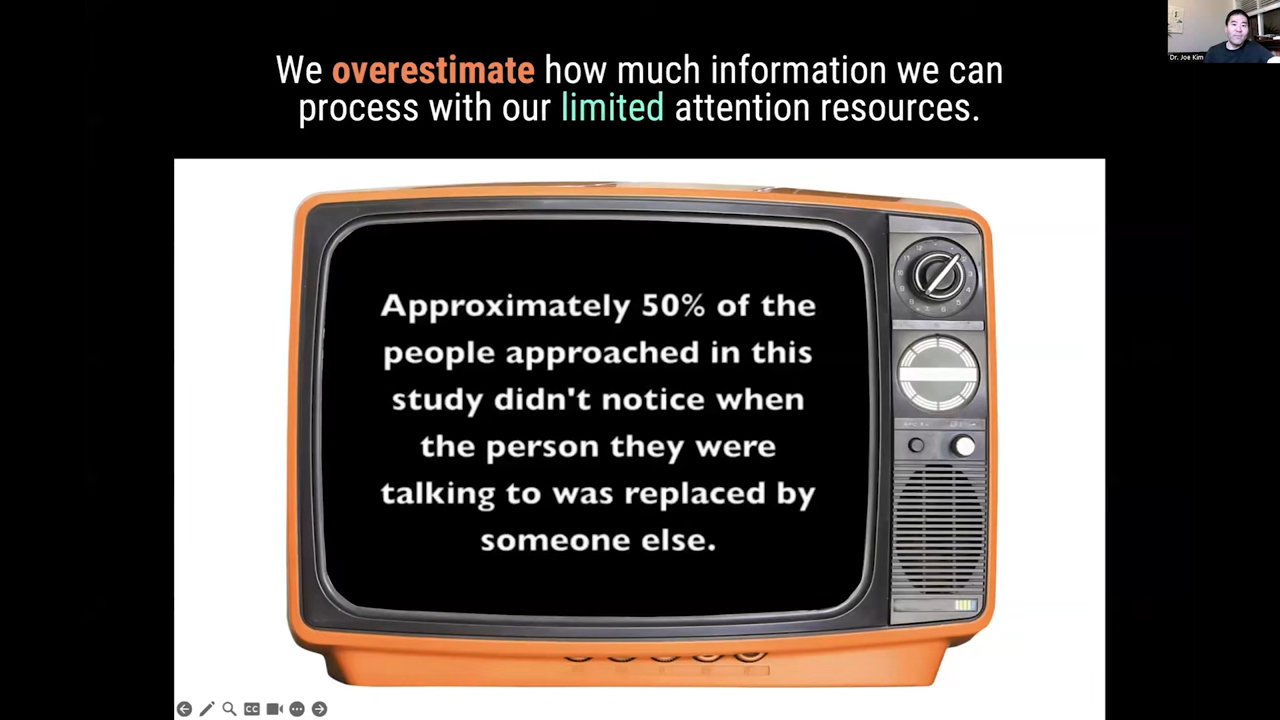 We overestimate how much information we can
process with our limited attention resources.
Dr. Joe Kim
Approximately 50% of the
people approached in this
study didn't notice when
the person they were
talking to was replaced by
someone else.
CC